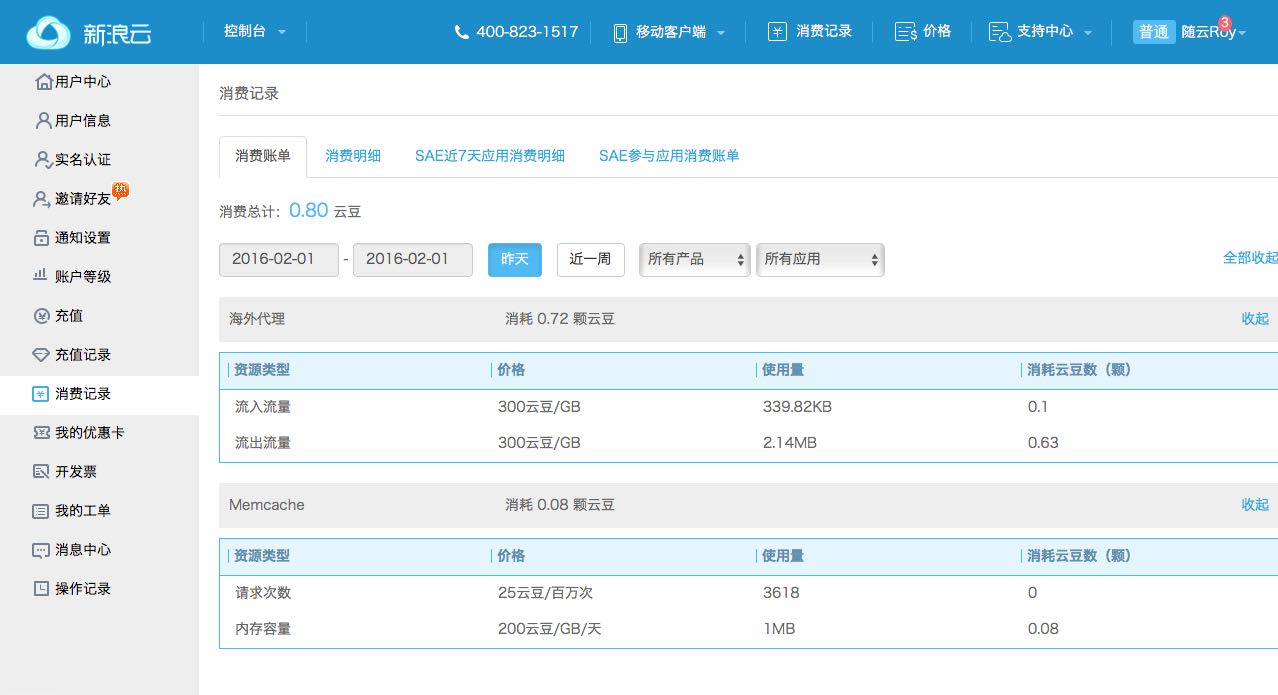 新浪云 控制台 400-823-1517 移动客户端 消费记录 价格 支持中心 普通 随云Roy 3
用户中心
用户信息
实名认证
邀请好友 热
通知设置
账户等级
充值
充值记录
消费记录
我的优惠卡
开发票
我的工单
消息中心
操作记录
消费记录
消费账单 消费明细 SAE近7天应用消费明细 SAE参与应用消费账单
消费总计: 0.80 云豆
2016-02-01 - 2016-02-01 昨天 近一周 所有产品 所有应用 全部收起
海外代理 消耗 0.72 颗云豆 收起
资源类型 价格 使用量 消耗云豆数（颗）
流入流量 300云豆/GB 339.82KB 0.1
流出流量 300云豆/GB 2.14MB 0.63
Memcache 消耗 0.08 颗云豆 收起
资源类型 价格 使用量 消耗云豆数（颗）
请求次数 25云豆/百万次 3618 0
内存容量 200云豆/GB/天 1MB 0.08